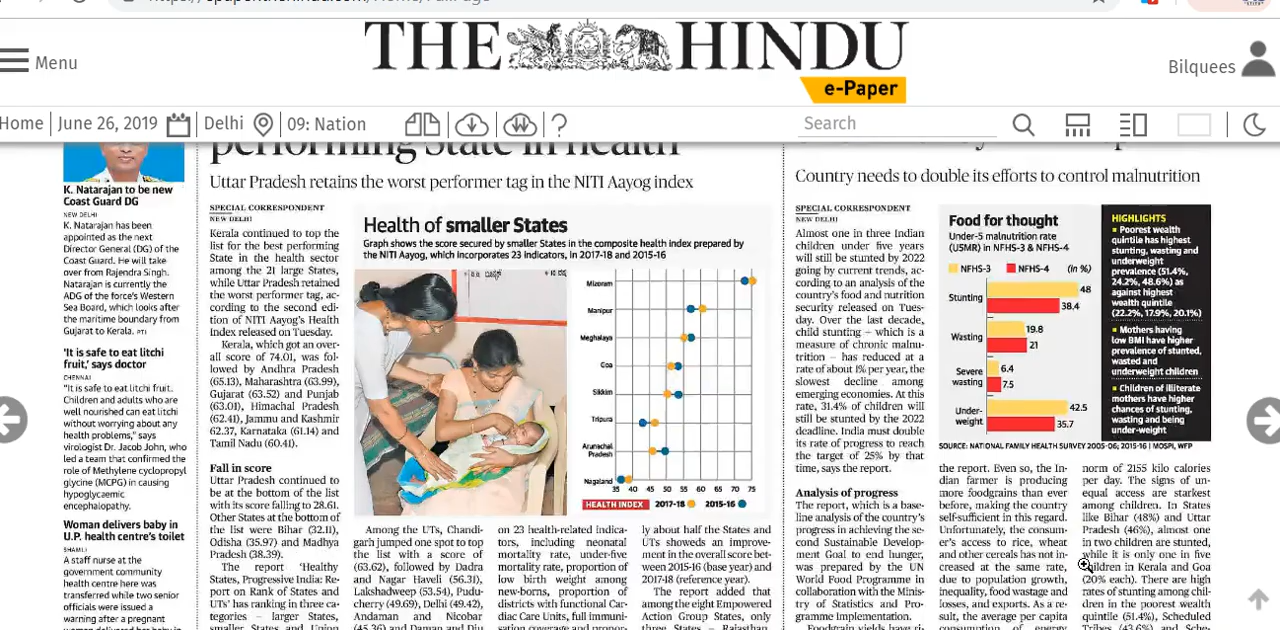 THE HINDU
e-Paper
Menu
Bilquees
Home
June 26, 2019
Delhi
09: Nation
?
Search
performing State in health
Uttar Pradesh retains the worst performer tag in the NITI Aayog index
Country needs to double its efforts to control malnutrition
K. Natarajan to be new
Coast Guard DG
NEW DELHI
K. Natarajan has been
appointed as the next
Director General (DG) of the
Coast Guard. He will take
over from Rajendra Singh.
Natarajan is currently the
ADG of the force's Western
Sea Board, which looks after
the maritime boundary from
Gujarat to Kerala. PTI
'It is safe to eat litchi
fruit,' says doctor
CHENNAI
"It is safe to eat litchi fruit.
Children and adults who are
well nourished can eat litchi
without worrying about any
health problems," says
virologist Dr. Jacob John, who
led a team that confirmed the
role of Methylene cyclopropyl
glycine (MCPG) in causing
hypoglycaemic
encephalopathy.
Woman delivers baby in
U.P. health centre's toilet
SHAMLI
A staff nurse at the
government community
health centre here was
transferred while two senior
officials were issued a
warning after a pregnant
SPECIAL CORRESPONDENT
NEW DELHI
Kerala continued to top the
list for the best performing
State in the health sector
among the 21 large States,
while Uttar Pradesh retained
the worst performer tag, ac-
cording to the second edi-
tion of NITI Aayog's Health
Index released on Tuesday.
Kerala, which got an over-
all score of 74.01, was fol-
lowed by Andhra Pradesh
(65.13), Maharashtra (63.99),
Gujarat (63.52) and Punjab
(63.01), Himachal Pradesh
(62.41), Jammu and Kashmir
62.37, Karnataka (61.14) and
Tamil Nadu (60.41).
Fall in score
Uttar Pradesh continued to
be at the bottom of the list
with its score falling to 28.61.
Other States at the bottom of
the list were Bihar (32.11),
Odisha (35.97) and Madhya
Pradesh (38.39).
The report 'Healthy
States, Progressive India: Re-
port on Rank of States and
UTs' has ranking in three ca-
tegories – larger States,
smaller States and Union
Health of smaller States
Graph shows the score secured by smaller States in the composite health index prepared by
the NITI Aayog, which incorporates 23 indicators, in 2017-18 and 2015-16
Mizoram
Manipur
Meghalaya
Goa
Sikkim
Tripura
Arunachal
Pradesh
Nagaland
35 40 45 50 55 60 65 70 75
HEALTH INDEX 2017-18 2015-16
Among the UTs, Chandi-
garh jumped one spot to top
the list with a score of
(63.62), followed by Dadra
and Nagar Haveli (56.31),
Lakshadweep (53.54), Pudu-
cherry (49.69), Delhi (49.42),
Andaman and Nicobar
(45.36) and Daman and Diu
on 23 health-related indica-
tors, including neonatal
mortality rate, under-five
mortality rate, proportion of
low birth weight among
new-borns, proportion of
districts with functional Car-
diac Care Units, full immuni-
sation coverage and propor-
ly about half the States and
UTs showeds an improve-
ment in the overall score bet-
ween 2015-16 (base year) and
2017-18 (reference year).
The report added that
among the eight Empowered
Action Group States, only
three States – Rajasthan,
SPECIAL CORRESPONDENT
NEW DELHI
Almost one in three Indian
children under five years
will still be stunted by 2022
going by current trends, ac-
cording to an analysis of the
country's food and nutrition
security released on Tues-
day. Over the last decade,
child stunting – which is a
measure of chronic malnu-
trition – has reduced at a
rate of about 1% per year, the
slowest decline among
emerging economies. At this
rate, 31.4% of children will
still be stunted by the 2022
deadline. India must double
its rate of progress to reach
the target of 25% by that
time, says the report.
Analysis of progress
The report, which is a base-
line analysis of the country's
progress in achieving the se-
cond Sustainable Develop-
ment Goal to end hunger,
was prepared by the UN
World Food Programme in
collaboration with the Minis-
try of Statistics and Pro-
gramme Implementation.
Foodgrain yields have ri-
Food for thought
Under-5 malnutrition rate
(U5MR) in NFHS-3 & NFHS-4
NFHS-3 NFHS-4 (In %)
Stunting 48
38.4
Wasting 19.8
21
Severe
wasting 6.4
7.5
Under-
weight 42.5
35.7
HIGHLIGHTS
Poorest wealth
quintile has highest
stunting, wasting and
underweight
prevalence (51.4%,
24.2%, 48.6%) as
against highest
wealth quintile
(22.2%, 17.9%, 20.1%)
Mothers having
low BMI have higher
prevalence of stunted,
wasted and
underweight children
Children of illiterate
mothers have higher
chances of stunting,
wasting and being
under-weight
SOURCE: NATIONAL FAMILY HEALTH SURVEY 2005-06; 2015-16 | MOSPI, WFP
the report. Even so, the In-
dian farmer is producing
more foodgrains than ever
before, making the country
self-sufficient in this regard.
Unfortunately, the consum-
er's access to rice, wheat
and other cereals has not in-
creased at the same rate,
due to population growth,
inequality, food wastage and
losses, and exports. As a re-
sult, the average per capita
consumption of energy
norm of 2155 kilo calories
per day. The signs of un-
equal access are starkest
among children. In States
like Bihar (48%) and Uttar
Pradesh (46%), almost one
in two children are stunted,
while it is only one in five
children in Kerala and Goa
(20% each). There are high
rates of stunting among chil-
dren in the poorest wealth
quintile (51.4%), Scheduled
Tribes (43.6%) and Sche-